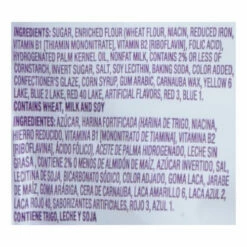 INGREDIENTS: SUGAR, ENRICHED FLOUR (WHEAT FLOUR, NIACIN, REDUCED IRON,
VITAMIN B1 [THIAMIN MONONITRATE], VITAMIN B2 [RIBOFLAVIN], FOLIC ACID),
HYDROGENATED PALM KERNEL OIL, NONFAT MILK, CONTAINS 2% OR LESS
OF CORNSTARCH, INVERT SUGAR, SALT, SOY LECITHIN, BAKING SODA, COLOR ADDED,
CONFECTIONER'S GLAZE, CORN SYRUP, GUM ARABIC, CARNAUBA WAX, YELLOW 6
LAKE, BLUE 2 LAKE, RED 40 LAKE, ARTIFICIAL FLAVORS, RED 3, BLUE 1.
CONTAINS WHEAT, MILK AND SOY
INGREDIENTES: AZÚCAR, HARINA FORTIFICADA (HARINA DE TRIGO, NIACINA,
HIERRO REDUCIDO, VITAMINA B1 [MONONITRATO DE TIAMINA], VITAMINA B2
[RIBOFLAVINA], ÁCIDO FÓLICO), ACEITE DE PALMA HIDROGENADO, LECHE SIN
GRASA, CONTIENE 2% O MENOS DE ALMIDÓN DE MAÍZ, AZÚCAR INVERTIDO, SAL,
LECITINA DE SOJA, BICARBONATO SÓDICO, COLOR ADICIONADO, GOMA LACA, JARABE
DE MAÍZ, GOMA ARÁBICA, CERA DE CARNAUBA, LACA AMARILLO 6, LACA AZUL 2,
LACA ROJO 40, SABORIZANTES ARTIFICIALES, ROJO 3, AZUL 1.
CONTIENE TRIGO, LECHE Y SOJA